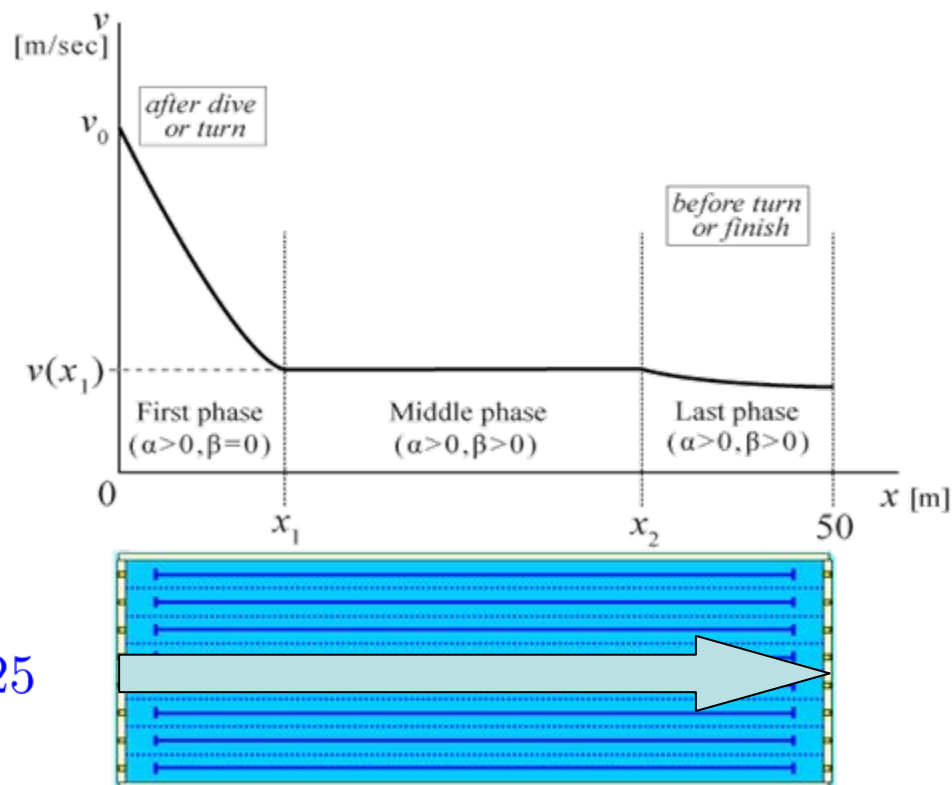 v
[m/sec]
after dive
or turn
v₀
before turn
or finish
v(x₁)
First phase
(α>0,β=0)
Middle phase
(α>0,β>0)
Last phase
(α>0,β>0)
0
x₁
x₂
50
x [m]
25